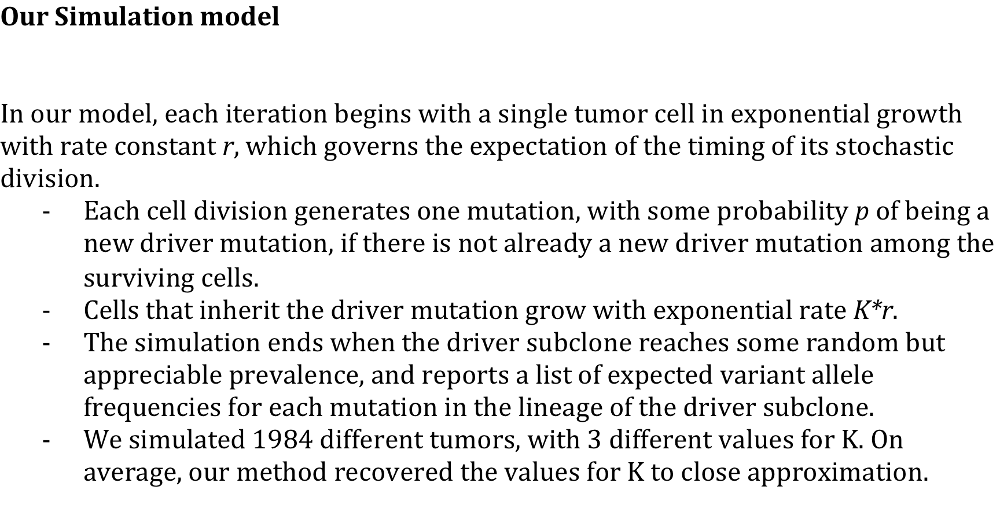 Our Simulation model
In our model, each iteration begins with a single tumor cell in exponential growth
with rate constant r, which governs the expectation of the timing of its stochastic
division.
- Each cell division generates one mutation, with some probability p of being a
new driver mutation, if there is not already a new driver mutation among the
surviving cells.
- Cells that inherit the driver mutation grow with exponential rate K*r.
- The simulation ends when the driver subclone reaches some random but
appreciable prevalence, and reports a list of expected variant allele
frequencies for each mutation in the lineage of the driver subclone.
- We simulated 1984 different tumors, with 3 different values for K. On
average, our method recovered the values for K to close approximation.